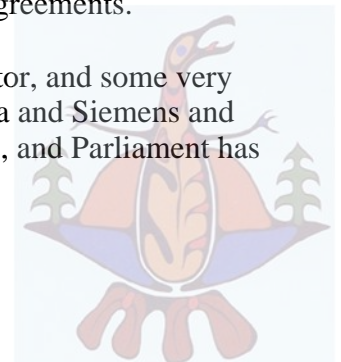 greements.
tor, and some very
a and Siemens and
, and Parliament has